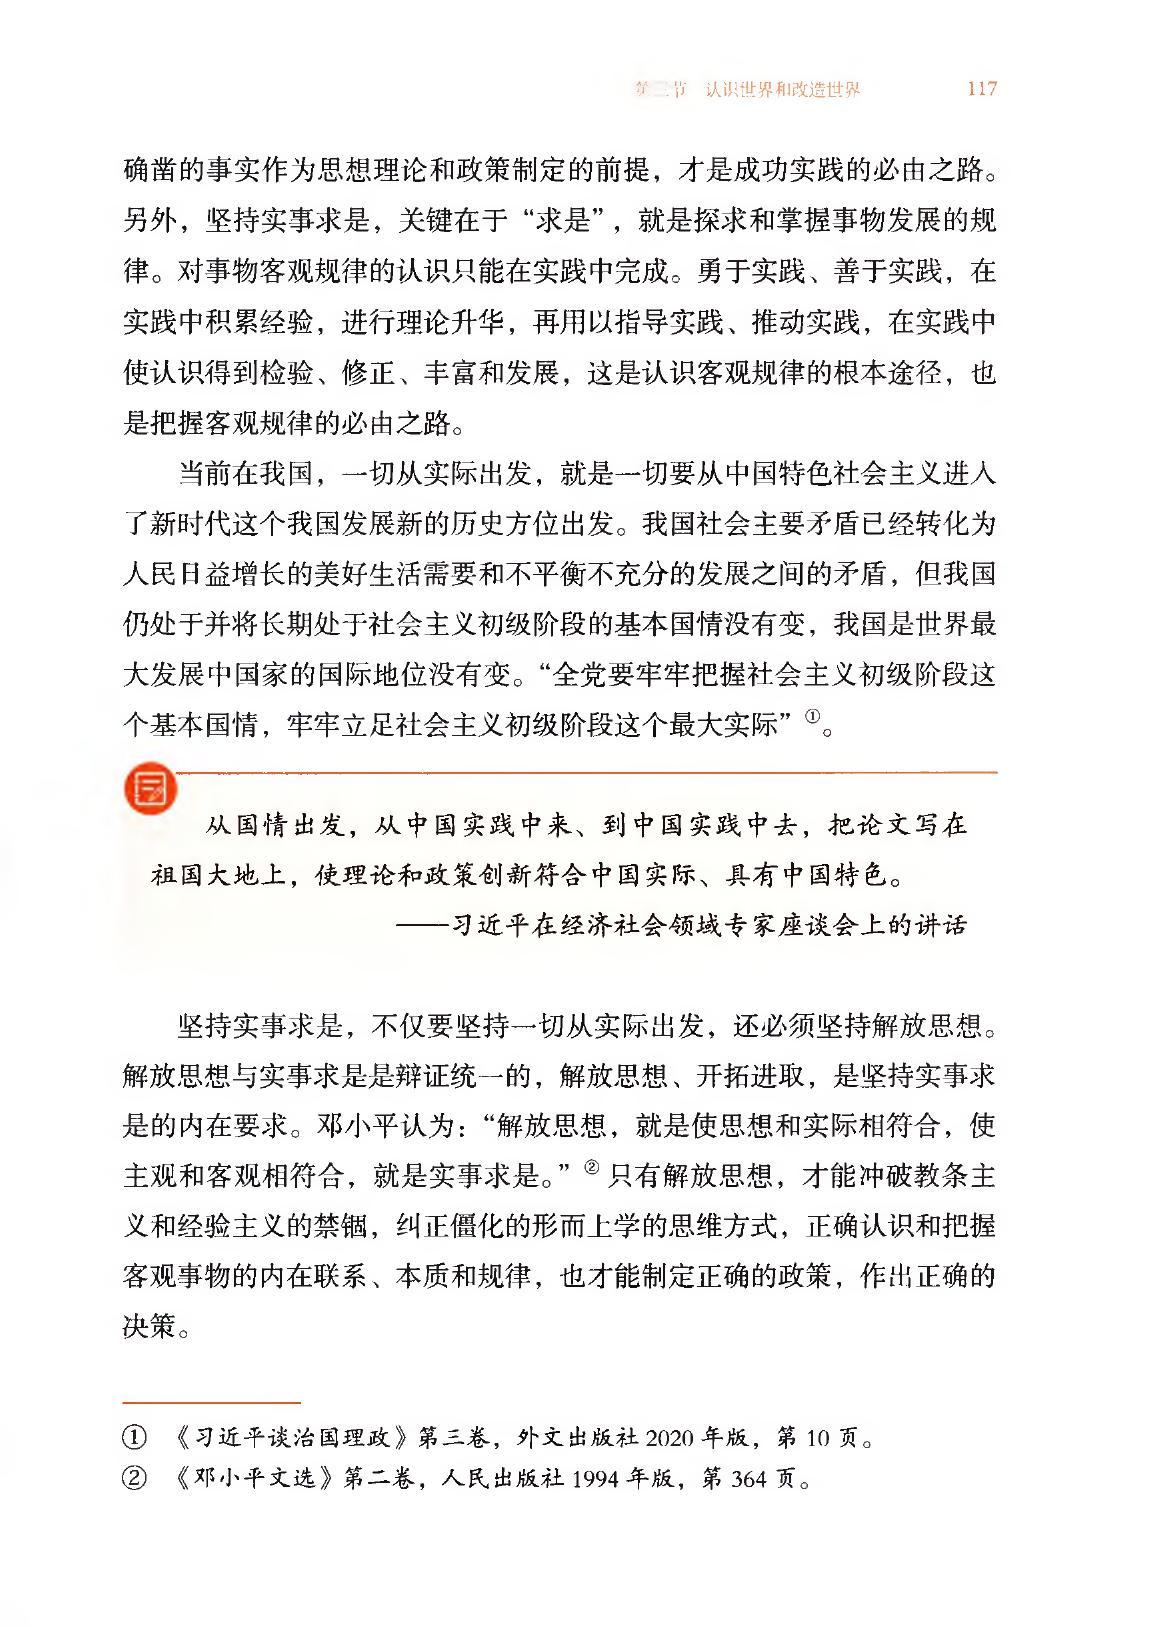 第三节 认识世界和改造世界 117
确凿的事实作为思想理论和政策制定的前提，才是成功实践的必由之路。
另外，坚持实事求是，关键在于“求是”，就是探求和掌握事物发展的规
律。对事物客观规律的认识只能在实践中完成。勇于实践、善于实践，在
实践中积累经验，进行理论升华，再用以指导实践、推动实践，在实践中
使认识得到检验、修正、丰富和发展，这是认识客观规律的根本途径，也
是把握客观规律的必由之路。
当前在我国，一切从实际出发，就是一切要从中国特色社会主义进入
了新时代这个我国发展新的历史方位出发。我国社会主要矛盾已经转化为
人民日益增长的美好生活需要和不平衡不充分的发展之间的矛盾，但我国
仍处于并将长期处于社会主义初级阶段的基本国情没有变，我国是世界最
大发展中国家的国际地位没有变。“全党要牢牢把握社会主义初级阶段这
个基本国情，牢牢立足社会主义初级阶段这个最大实际”①。
从国情出发，从中国实践中来、到中国实践中去，把论文写在
祖国大地上，使理论和政策创新符合中国实际、具有中国特色。
——习近平在经济社会领域专家座谈会上的讲话
坚持实事求是，不仅要坚持一切从实际出发，还必须坚持解放思想。
解放思想与实事求是是辩证统一的，解放思想、开拓进取，是坚持实事求
是的内在要求。邓小平认为：“解放思想，就是使思想和实际相符合，使
主观和客观相符合，就是实事求是。”② 只有解放思想，才能冲破教条主
义和经验主义的禁锢，纠正僵化的形而上学的思维方式，正确认识和把握
客观事物的内在联系、本质和规律，也才能制定正确的政策，作出正确的
决策。
① 《习近平谈治国理政》第三卷，外文出版社 2020 年版，第 10 页。
② 《邓小平文选》第二卷，人民出版社 1994 年版，第 364 页。